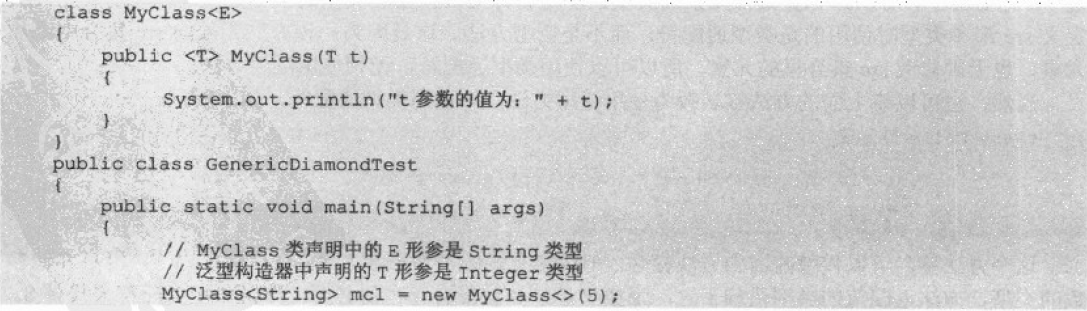 class MyClass<E>
{
public <T> MyClass(T t)
{
System.out.println("t 参数的值为：" + t);
}
}
public class GenericDiamondTest
{
public static void main(String[] args)
{
// MyClass 类声明中的 E 形参是 String 类型
// 泛型构造器中声明的 T 形参是 Integer 类型
MyClass<String> mc1 = new MyClass<>(5);